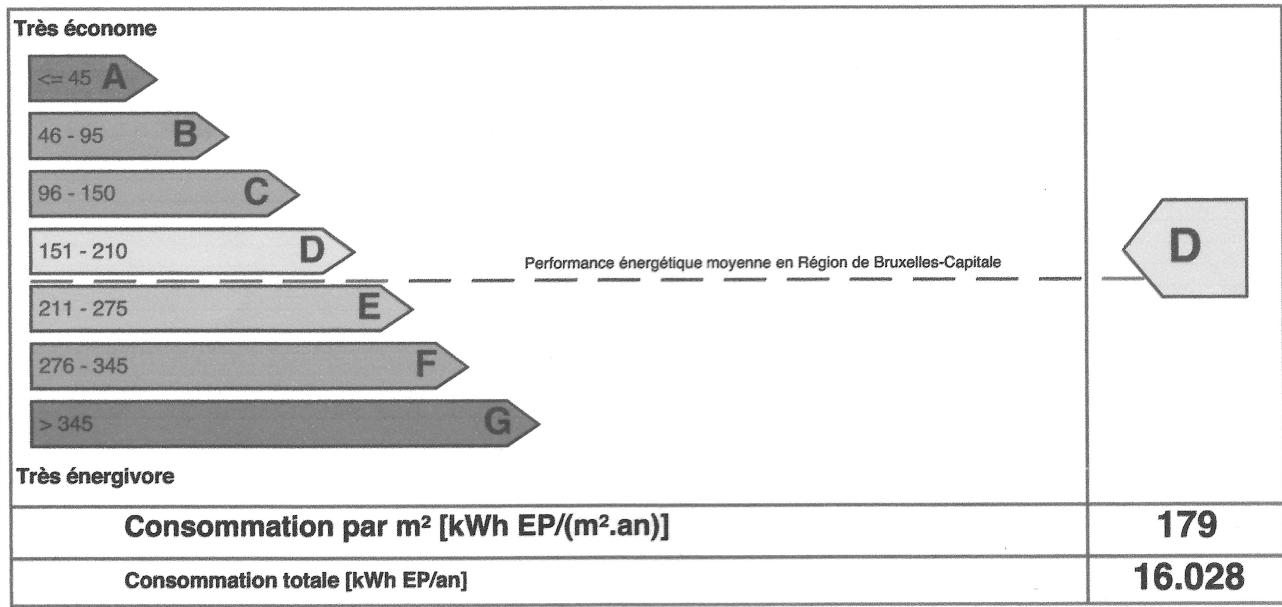 Très économe
<= 45 A
46 - 95 B
96 - 150 C
151 - 210 D
Performance énergétique moyenne en Région de Bruxelles-Capitale
D
211 - 275 E
276 - 345 F
> 345 G
Très énergivore
Consommation par m² [kWh EP/(m².an)] 179
Consommation totale [kWh EP/an] 16.028